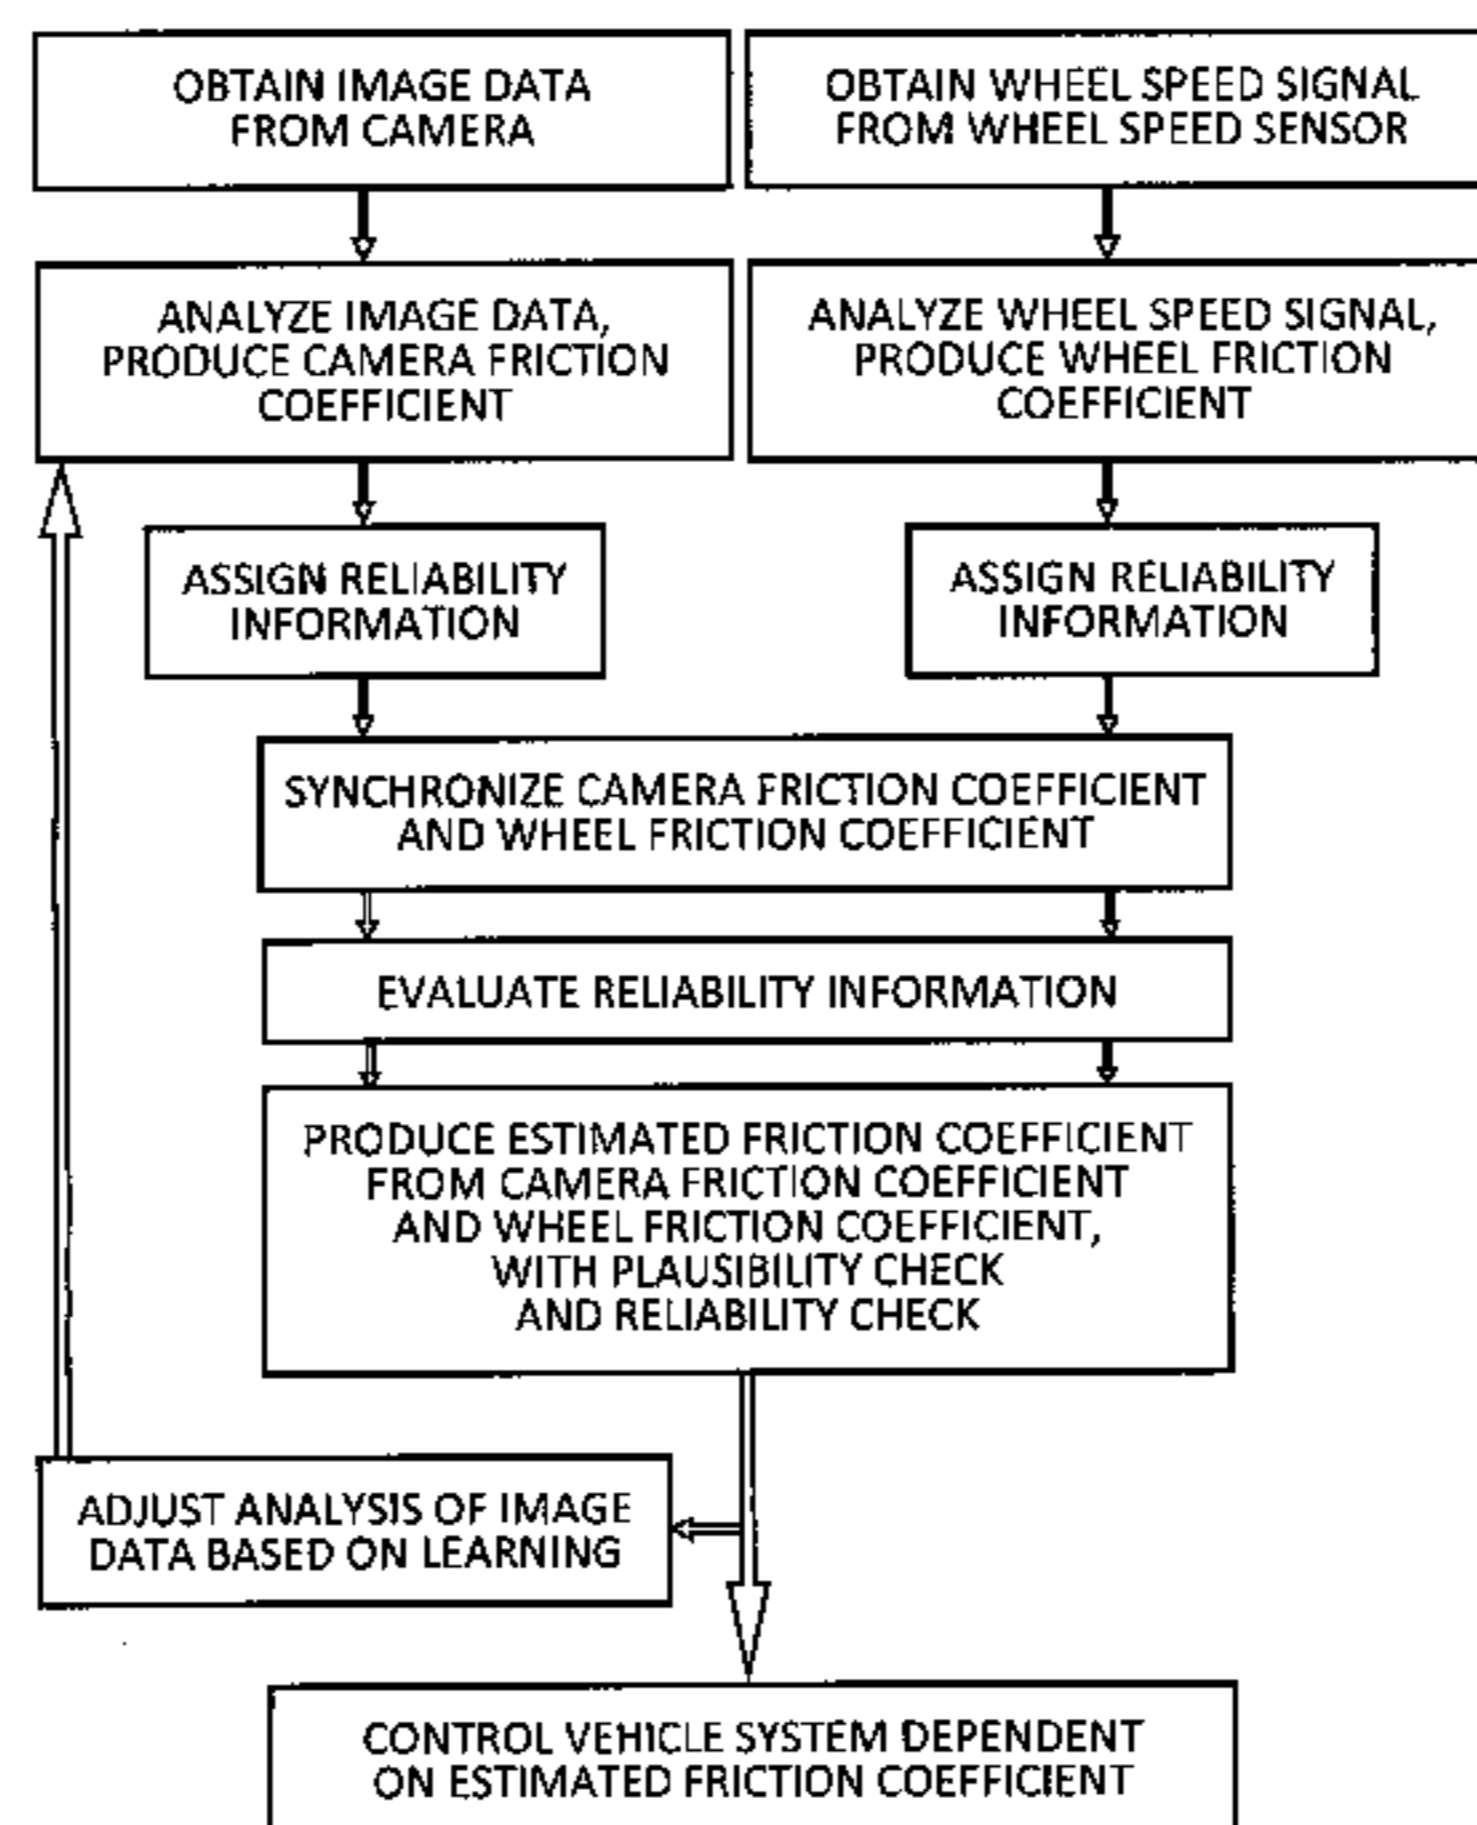 OBTAIN IMAGE DATA
FROM CAMERA
OBTAIN WHEEL SPEED SIGNAL
FROM WHEEL SPEED SENSOR
ANALYZE IMAGE DATA,
PRODUCE CAMERA FRICTION
COEFFICIENT
ANALYZE WHEEL SPEED SIGNAL,
PRODUCE WHEEL FRICTION
COEFFICIENT
ASSIGN RELIABILITY
INFORMATION
ASSIGN RELIABILITY
INFORMATION
SYNCHRONIZE CAMERA FRICTION COEFFICIENT
AND WHEEL FRICTION COEFFICIENT
EVALUATE RELIABILITY INFORMATION
PRODUCE ESTIMATED FRICTION COEFFICIENT
FROM CAMERA FRICTION COEFFICIENT
AND WHEEL FRICTION COEFFICIENT,
WITH PLAUSIBILITY CHECK
AND RELIABILITY CHECK
ADJUST ANALYSIS OF IMAGE
DATA BASED ON LEARNING
CONTROL VEHICLE SYSTEM DEPENDENT
ON ESTIMATED FRICTION COEFFICIENT